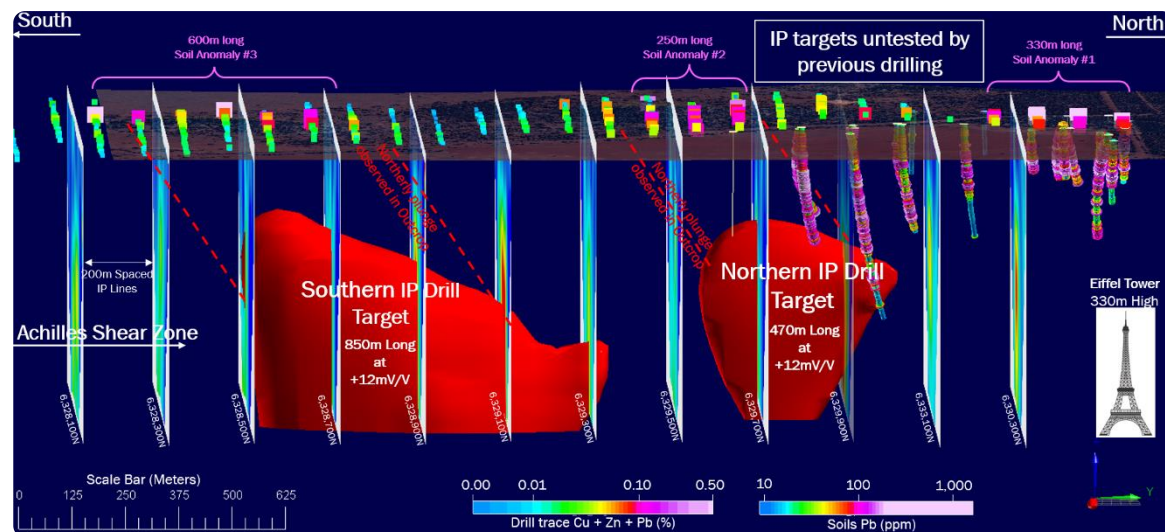 South
North
600m long
Soil Anomaly #3
250m long
Soil Anomaly #2
IP targets untested by
previous drilling
330m long
Soil Anomaly #1
Northerly plunge
observed in Outcrop
Northerly plunge
observed in Outcrop
200m Spaced
IP Lines
Achilles Shear Zone
Southern IP Drill
Target
850m Long
at
+12mV/V
Northern IP Drill
Target
470m Long
at
+12mV/V
Eiffel Tower
330m High
6,328,100N
6,328,300N
6,328,500N
6,328,700N
6,328,900N
6,329,100N
6,329,300N
6,329,500N
6,329,700N
6,329,900N
6,333,100N
6,330,300N
Scale Bar (Meters)
0 125 250 375 500 625
0.00 0.01 0.10 0.50
Drill trace Cu + Zn + Pb (%)
10 100 1,000
Soils Pb (ppm)
Y